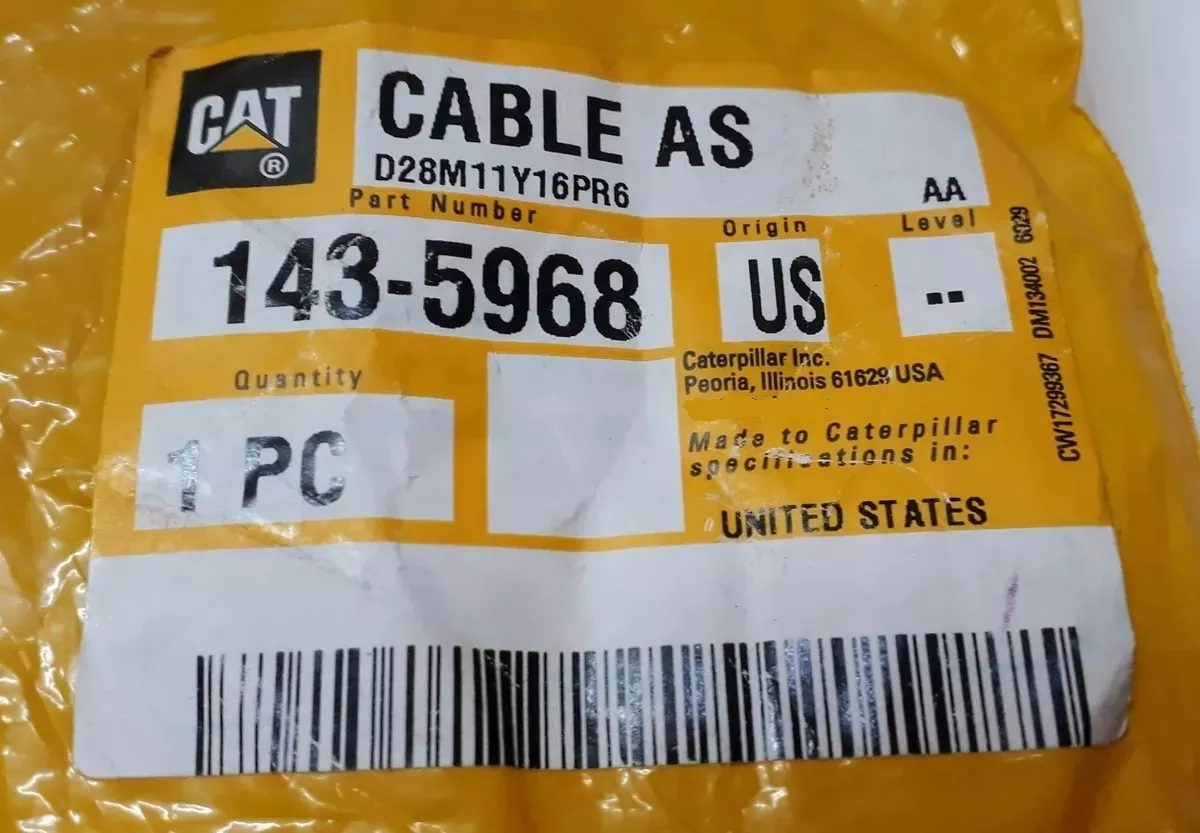 CAT
®
CABLE AS
D28M11Y16PR6
AA
Part Number
Origin
Level
143-5968
US
--
Caterpillar Inc.
Peoria, Illinois 61629 USA
Quantity
1 PC
Made to Caterpillar
specifications in:
UNITED STATES
CW17299367 DM134002 6029